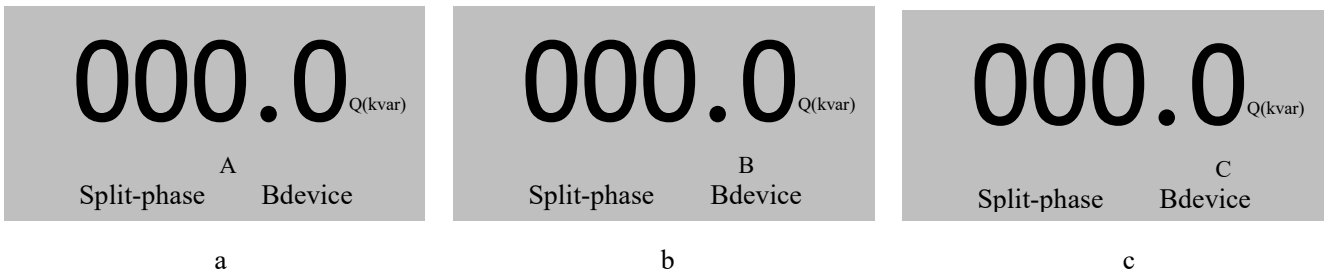 000.0 Q(kvar)
A
Split-phase Bdevice
a
000.0 Q(kvar)
B
Split-phase Bdevice
b
000.0 Q(kvar)
C
Split-phase Bdevice
c